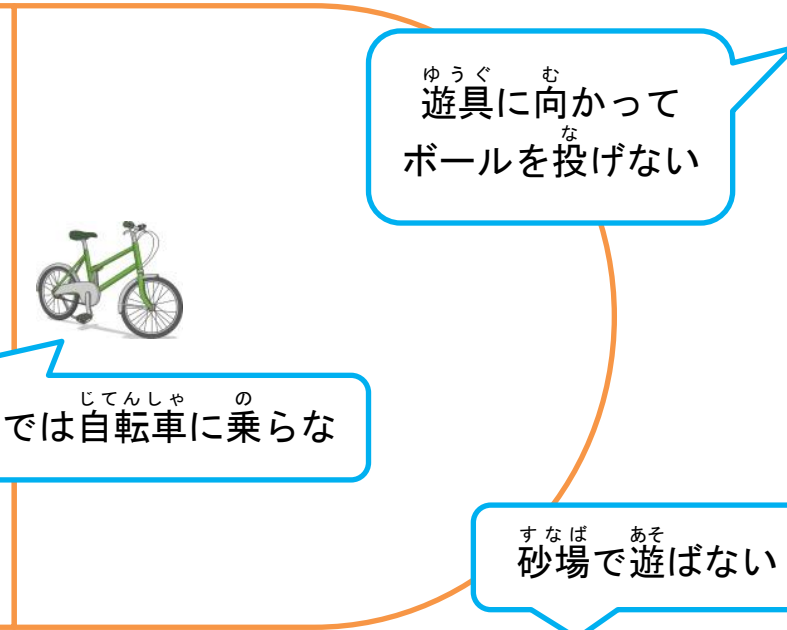 遊具に向かって
ボールを投げない
では自転車に乗らな
砂場で遊ばない